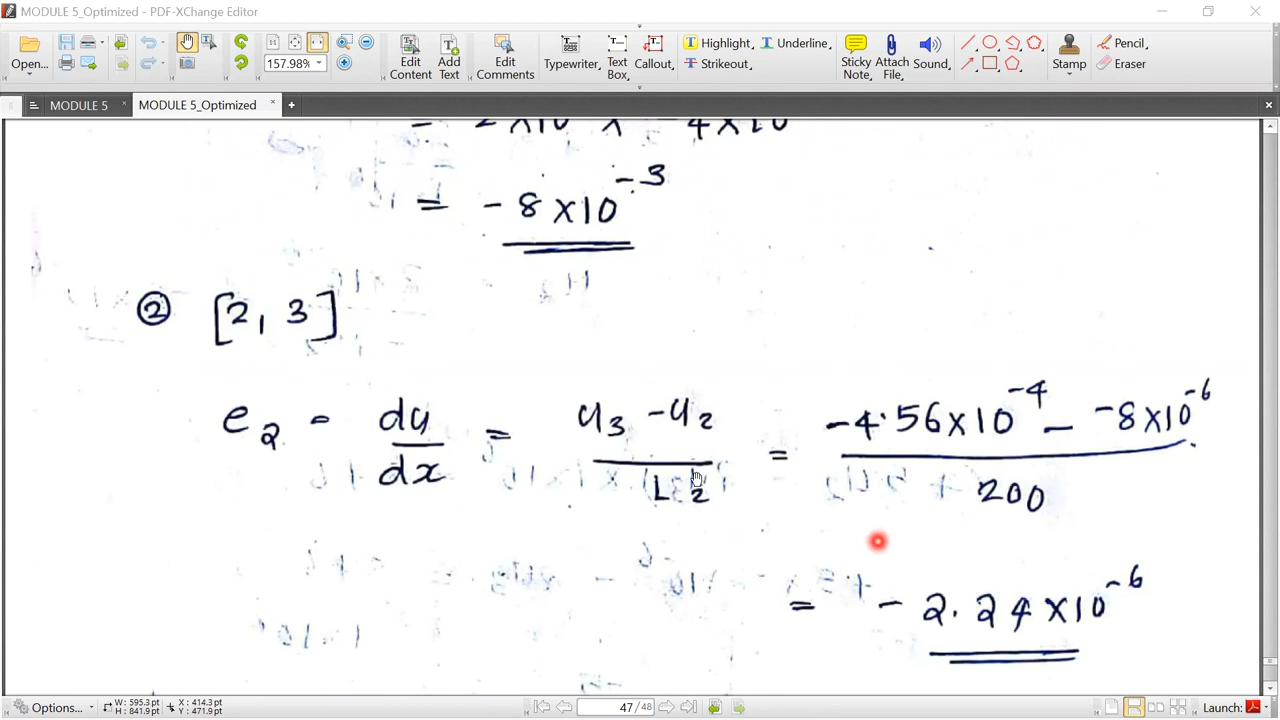 MODULE 5_Optimized - PDF-XChange Editor
Open...
157.98%
Edit Content
Add Text
Edit Comments
Typewriter,
Text Box,
Callout,
Highlight,
Underline,
Strikeout,
Sticky Note,
Attach File
Sound,
Stamp
Pencil,
Eraser
MODULE 5 × MODULE 5_Optimized × +
= -8×10^-3
② [2, 3]
e₂ = du/dx = (u₃ - u₂)/L₂ = (-4.56×10^-4 - -8×10^-6)/200
= -2.24×10^-6
Options...
W: 595.3 pt
H: 841.9 pt
X: 414.3 pt
Y: 471.9 pt
47 / 48
Launch: